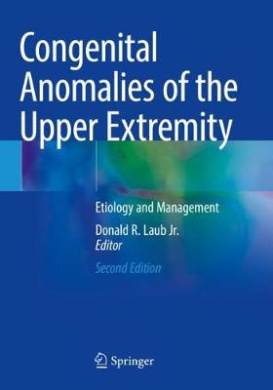 Congenital
Anomalies of the
Upper Extremity
Etiology and Management
Donald R. Laub Jr.
Editor
Second Edition
Springer